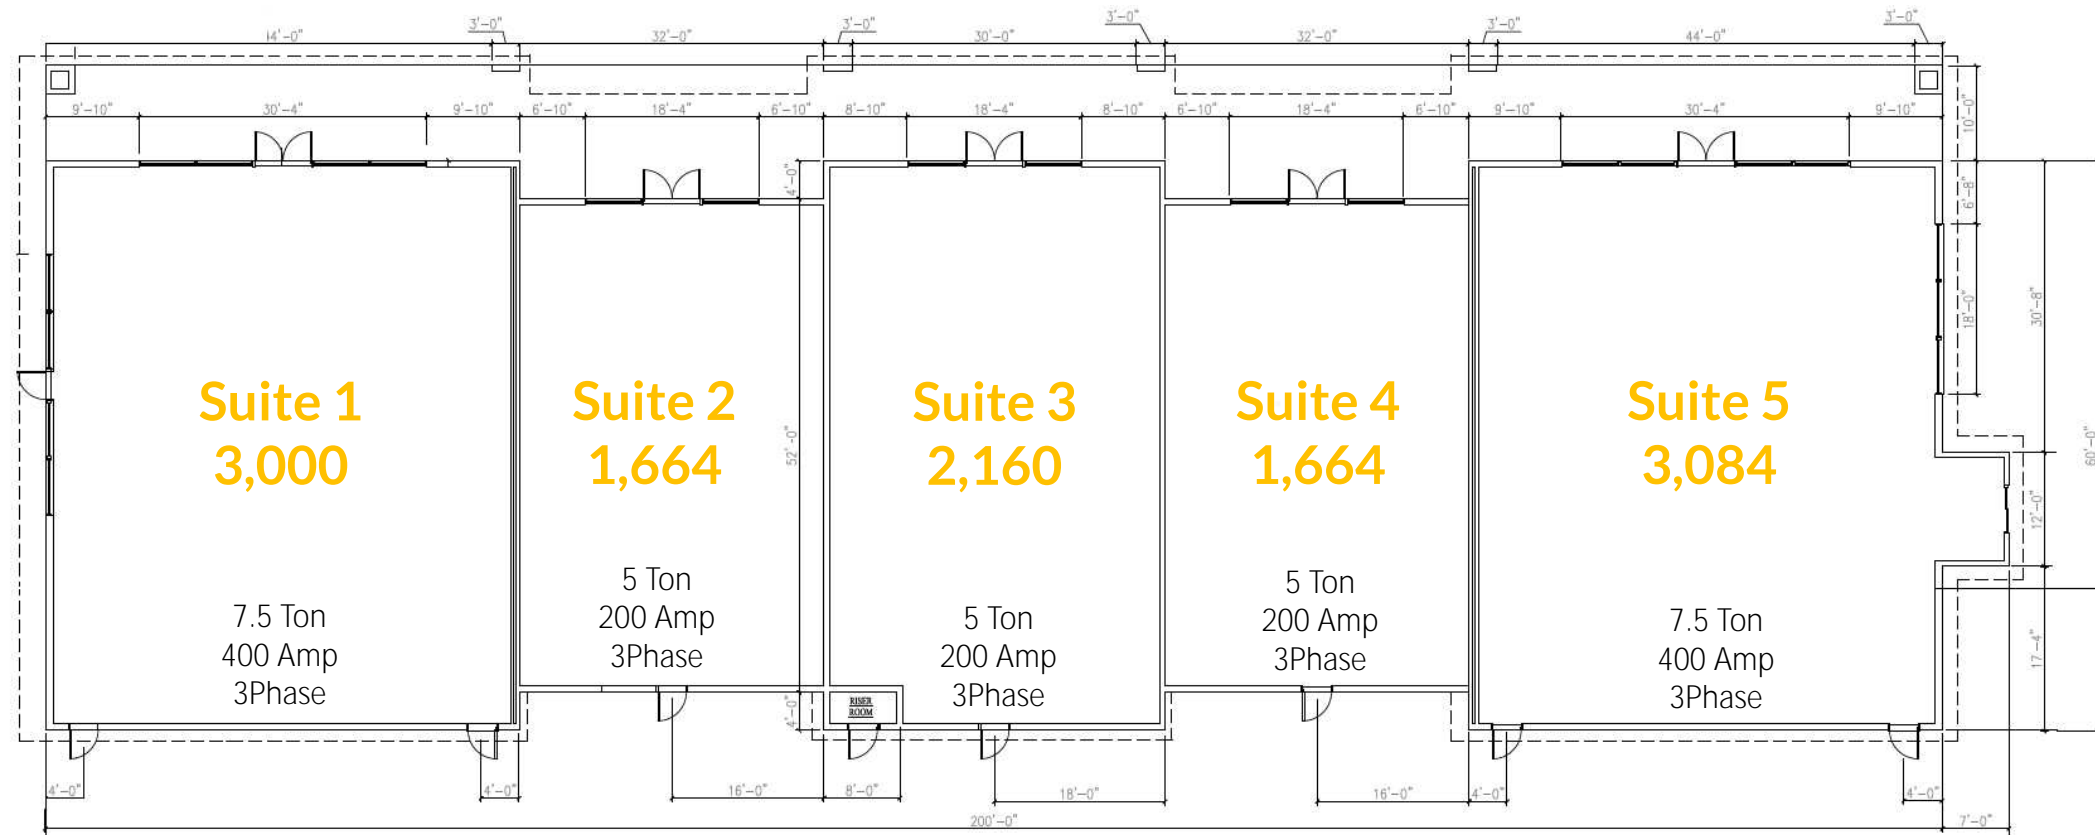 3'-0" 3'-0" 3'-0" 3'-0" 3'-0"
44'-0" 32'-0" 30'-0" 32'-0" 44'-0"
9'-10" 30'-4" 9'-10" 6'-10" 18'-4" 6'-10" 8'-10" 18'-4" 8'-10" 6'-10" 18'-4" 6'-10" 9'-10" 30'-4" 9'-10"
10'-0"
4'-0"
6'-8"
18'-0"
30'-8"
Suite 1
3,000
7.5 Ton
400 Amp
3Phase
Suite 2
1,664
5 Ton
200 Amp
3Phase
52'-0"
4'-0"
Suite 3
2,160
5 Ton
200 Amp
3Phase
RISER
ROOM
Suite 4
1,664
5 Ton
200 Amp
3Phase
Suite 5
3,084
7.5 Ton
400 Amp
3Phase
60'-0"
12'-0"
17'-4"
4'-0" 4'-0" 16'-0" 8'-0" 18'-0" 16'-0" 4'-0" 4'-0"
200'-0" 7'-0"